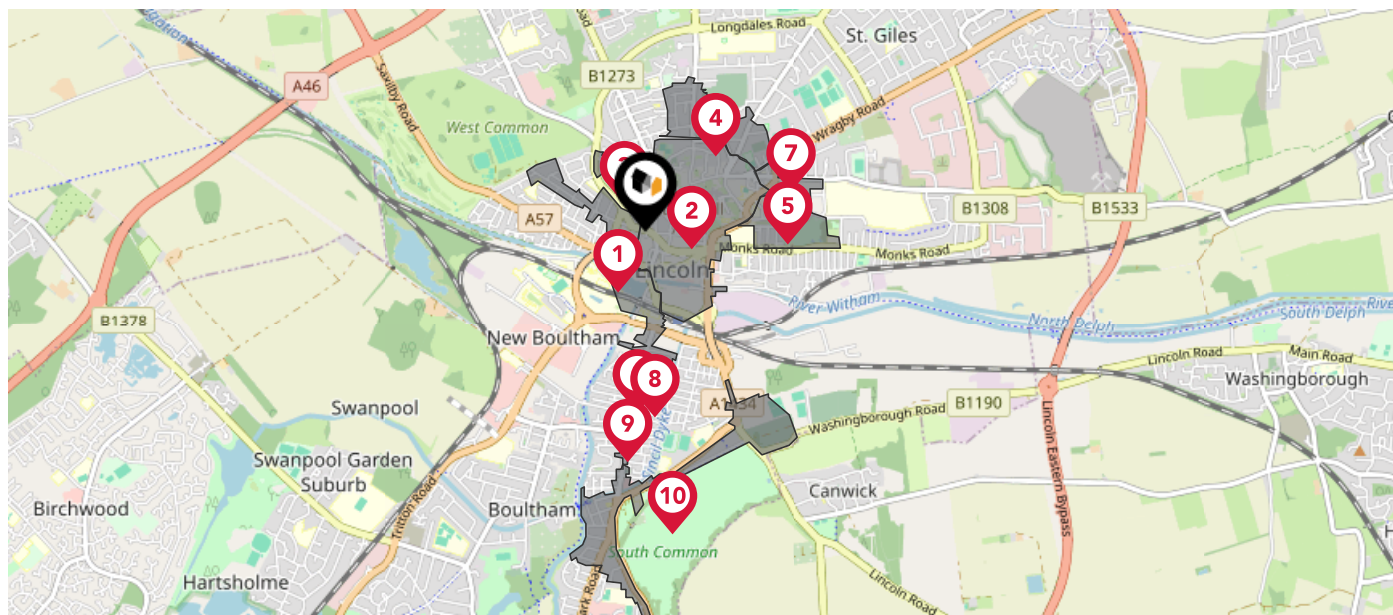 Longdales Road
St. Giles
B1273
A46
Saxilby Road
West Common
4
Wragby Road
7
2
5
A57
B1308
B1533
1
Monks Road
Monks Road
Lincoln
River Witham
North Delph
South Delph
B1378
New Boultham
Lincoln Road
Main Road
Washingborough
8
Swanpool
B1190
Washingborough Road
9
Lincoln Eastern Bypass
Swanpool Garden
Suburb
Tritton Road
10
Canwick
Birchwood
Boultham
South Common
Hartsholme
Lincoln Road